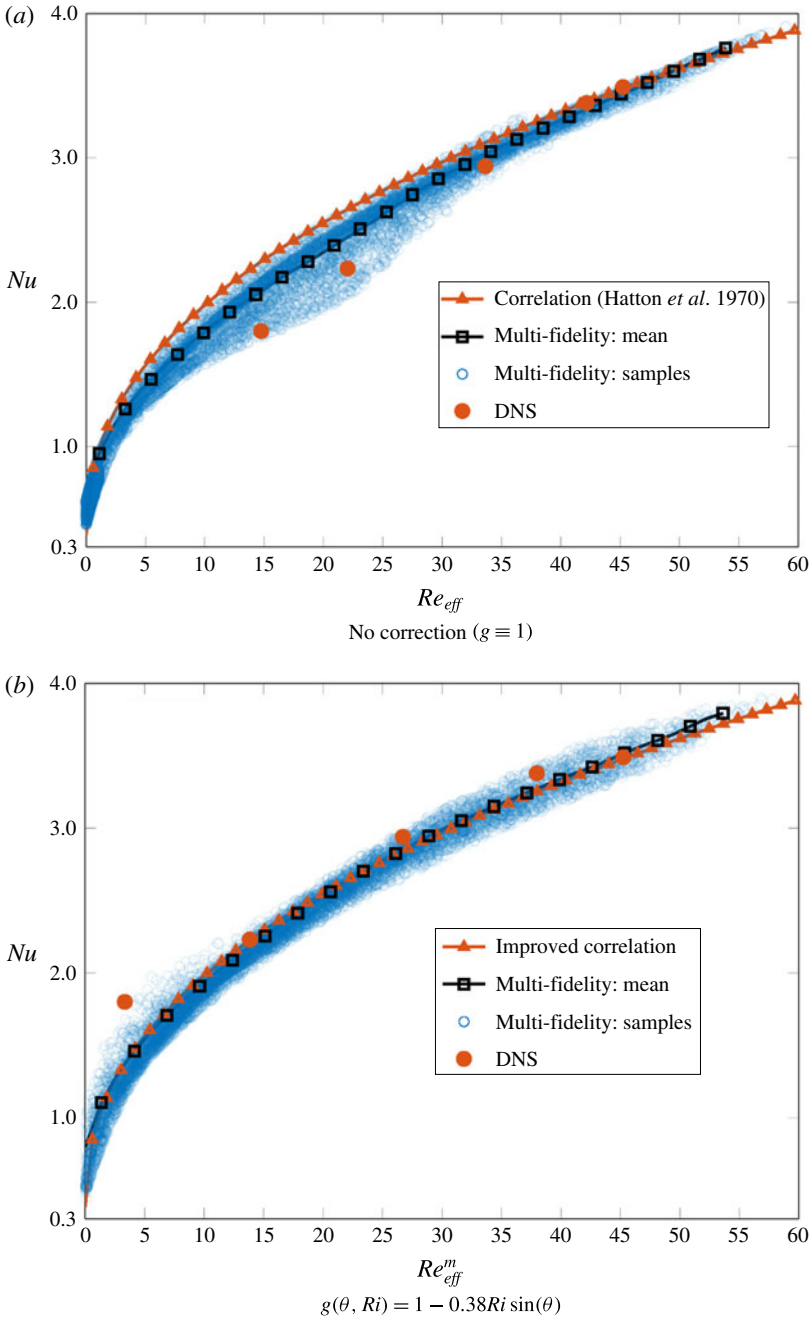 (a)
4.0
3.0
Nu
2.0
1.0
0.3
Correlation (Hatton et al. 1970)
Multi-fidelity: mean
Multi-fidelity: samples
DNS
0 5 10 15 20 25 30 35 40 45 50 55 60
Re_eff
No correction (g ≡ 1)
(b)
4.0
3.0
Nu
2.0
1.0
0.3
Improved correlation
Multi-fidelity: mean
Multi-fidelity: samples
DNS
0 5 10 15 20 25 30 35 40 45 50 55 60
Re^m_eff
g(θ, Ri) = 1 − 0.38Ri sin(θ)